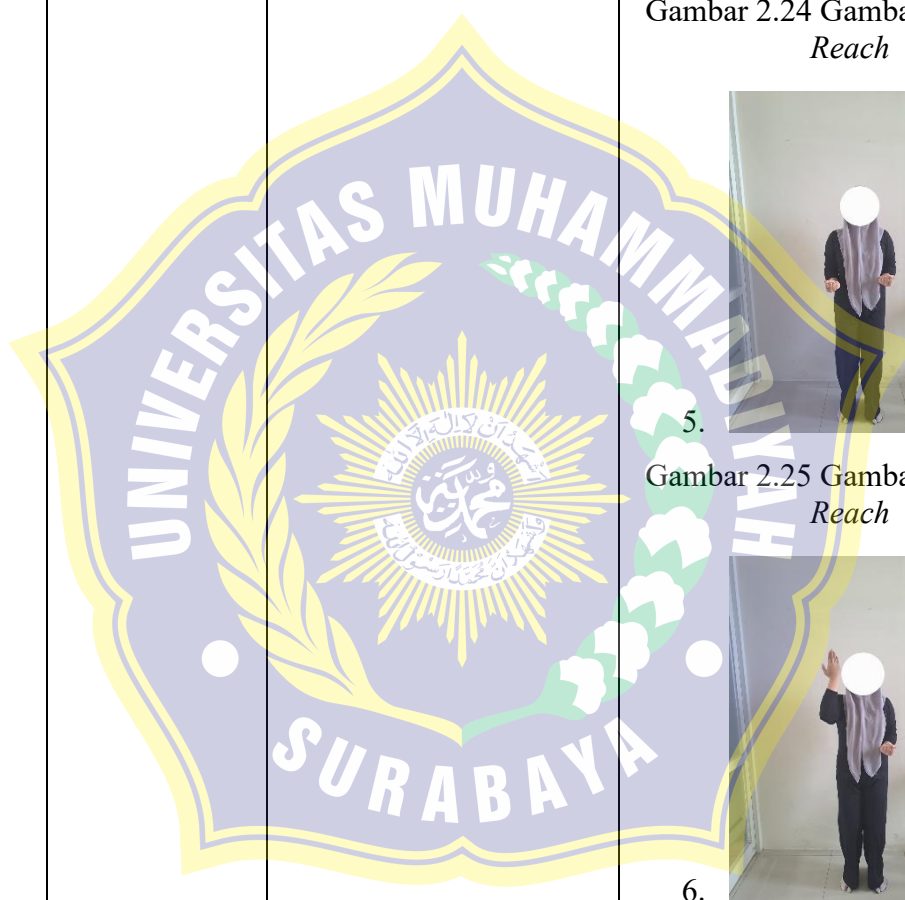 Gambar 2.24 Gamba
Reach
UNIVERSITAS MUHAMMADIYAH
5.
Gambar 2.25 Gamba
Reach
SURABAYA
6.